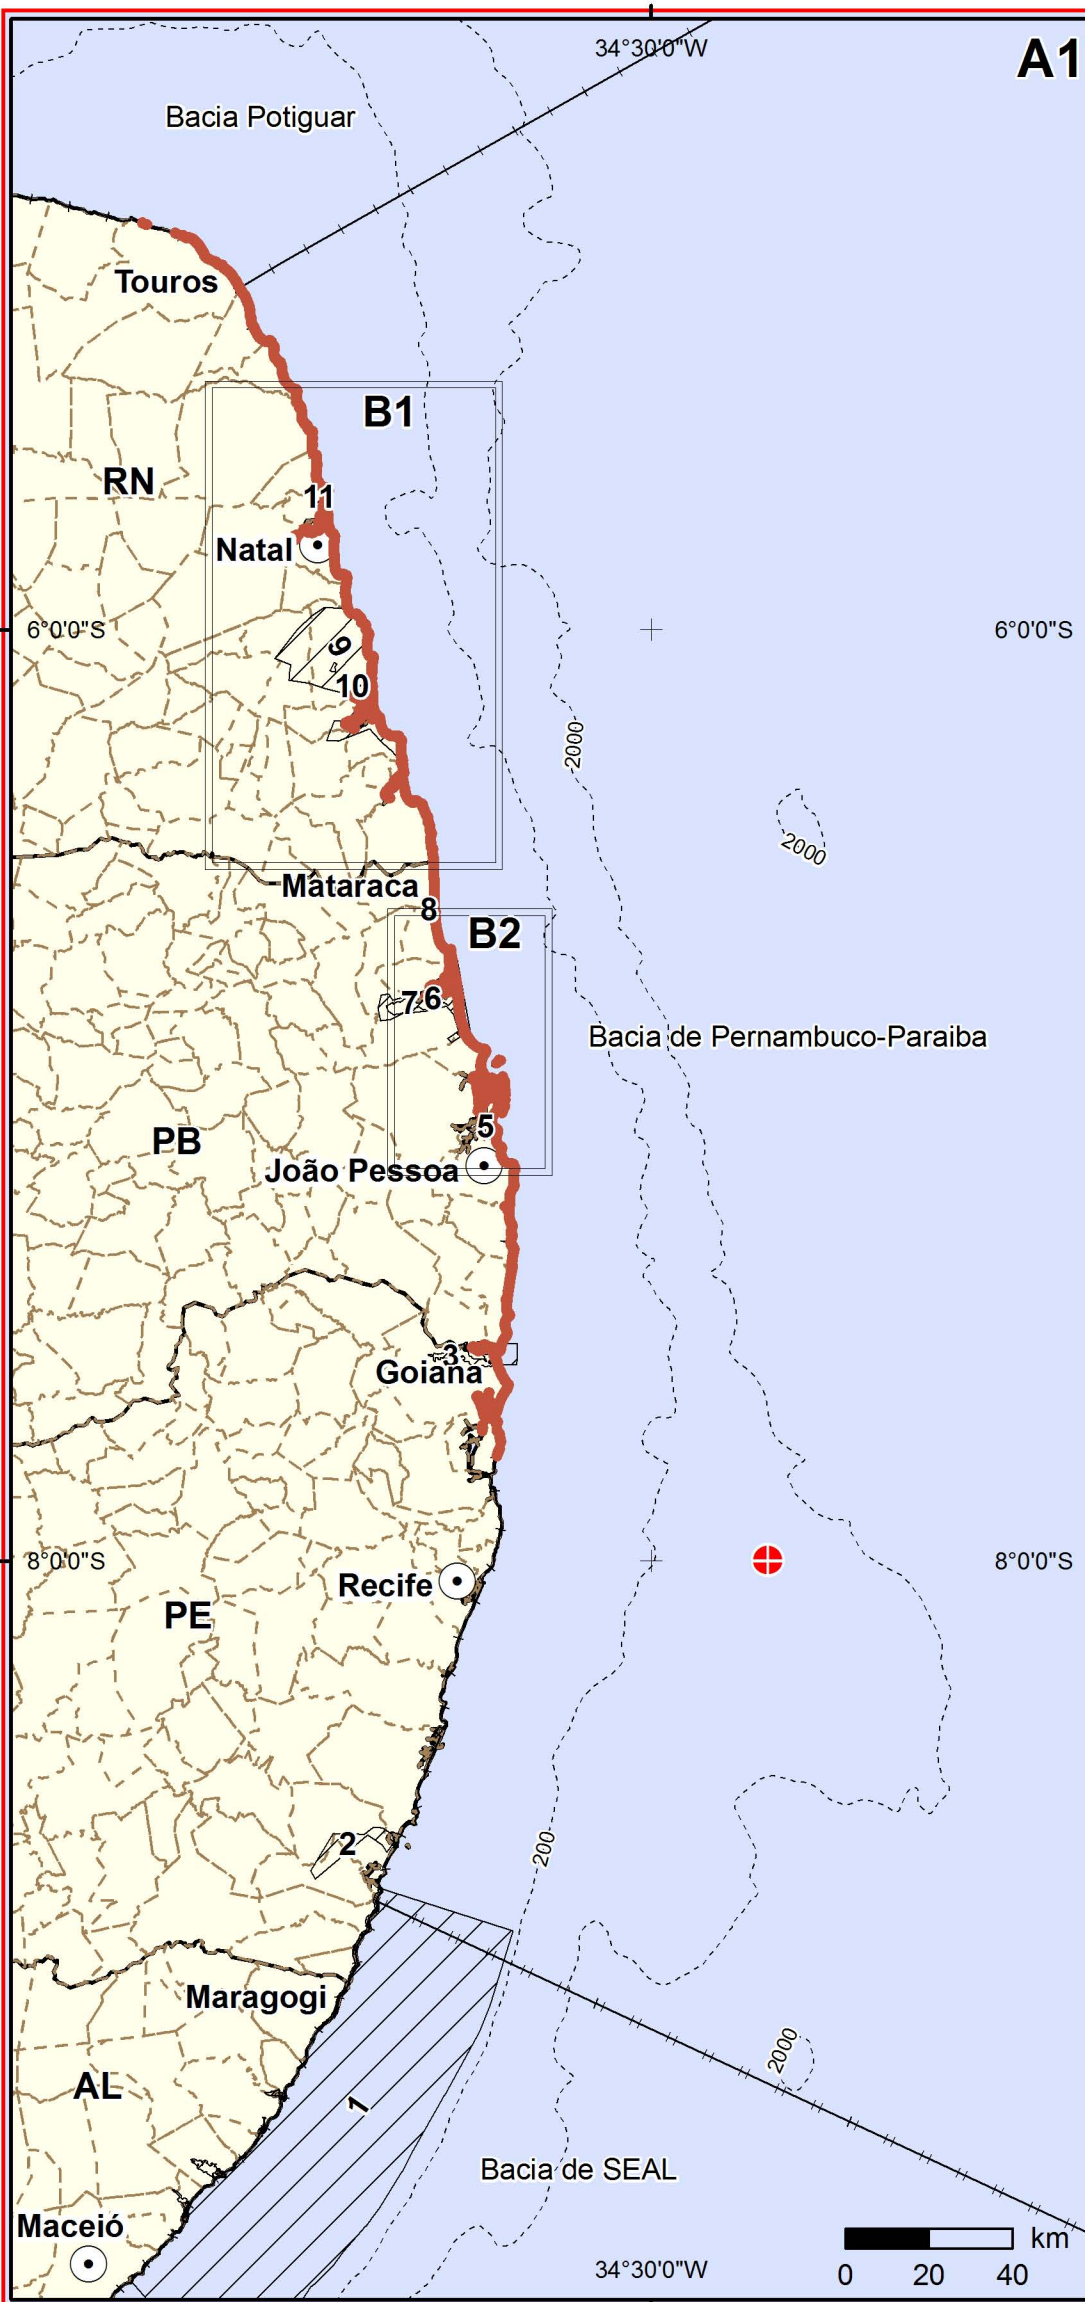 34°30'0"W
A1
Bacia Potiguar
Touros
B1
RN
11
Natal
6°0'0"S
6°0'0"S
9
10
2000
2000
Mataraca
8
B2
7
6
Bacia de Pernambuco-Paraiba
5
PB
João Pessoa
3
Goiana
8°0'0"S
8°0'0"S
Recife
PE
2
200
Maragogi
2000
AL
1
Bacia de SEAL
Maceió
km
34°30'0"W
0 20 40